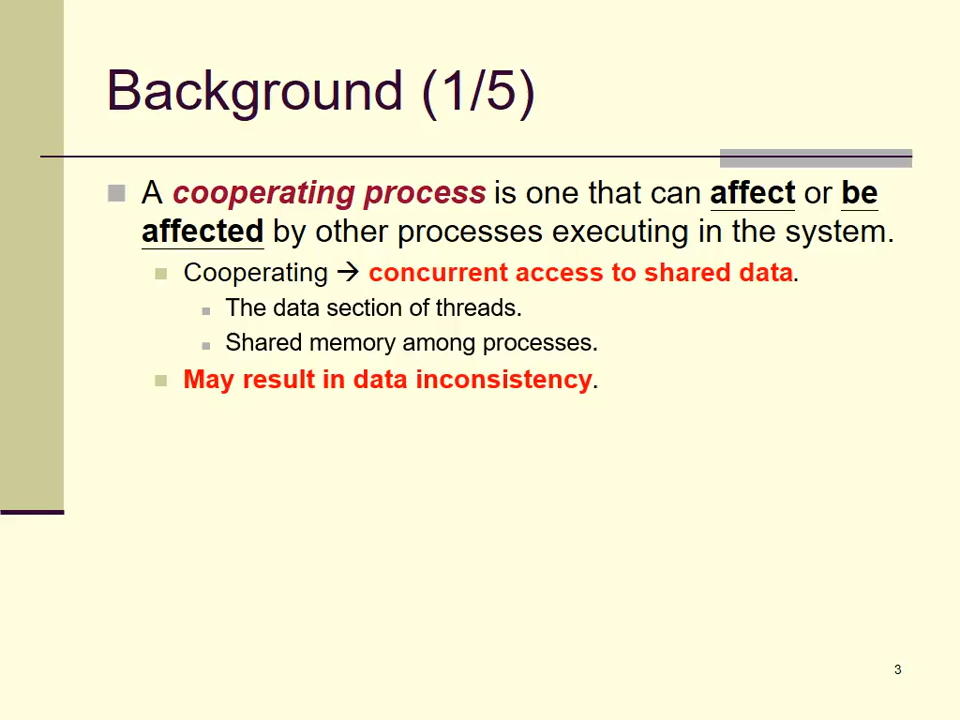 Background (1/5)
A cooperating process is one that can affect or be
affected by other processes executing in the system.
Cooperating → concurrent access to shared data.
The data section of threads.
Shared memory among processes.
May result in data inconsistency.
3